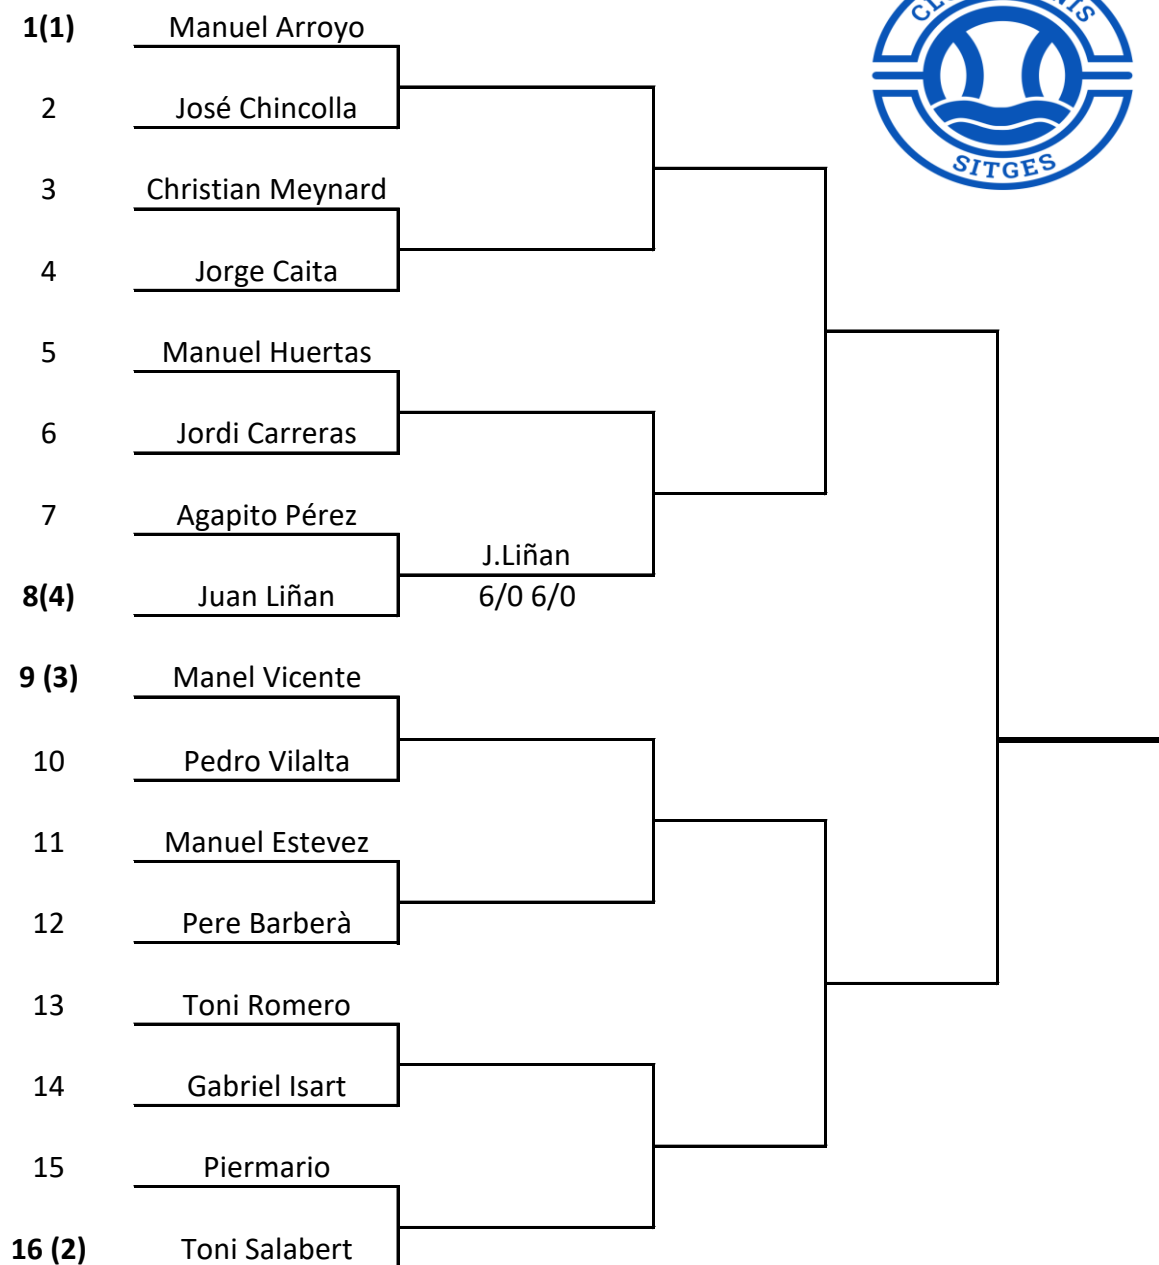 1(1) Manuel Arroyo
2 José Chincolla
3 Christian Meynard
4 Jorge Caita
5 Manuel Huertas
6 Jordi Carreras
7 Agapito Pérez
J.Liñan
8(4) Juan Liñan 6/0 6/0
9 (3) Manel Vicente
10 Pedro Vilalta
11 Manuel Estevez
12 Pere Barberà
13 Toni Romero
14 Gabriel Isart
15 Piermario
16 (2) Toni Salabert
SITGES